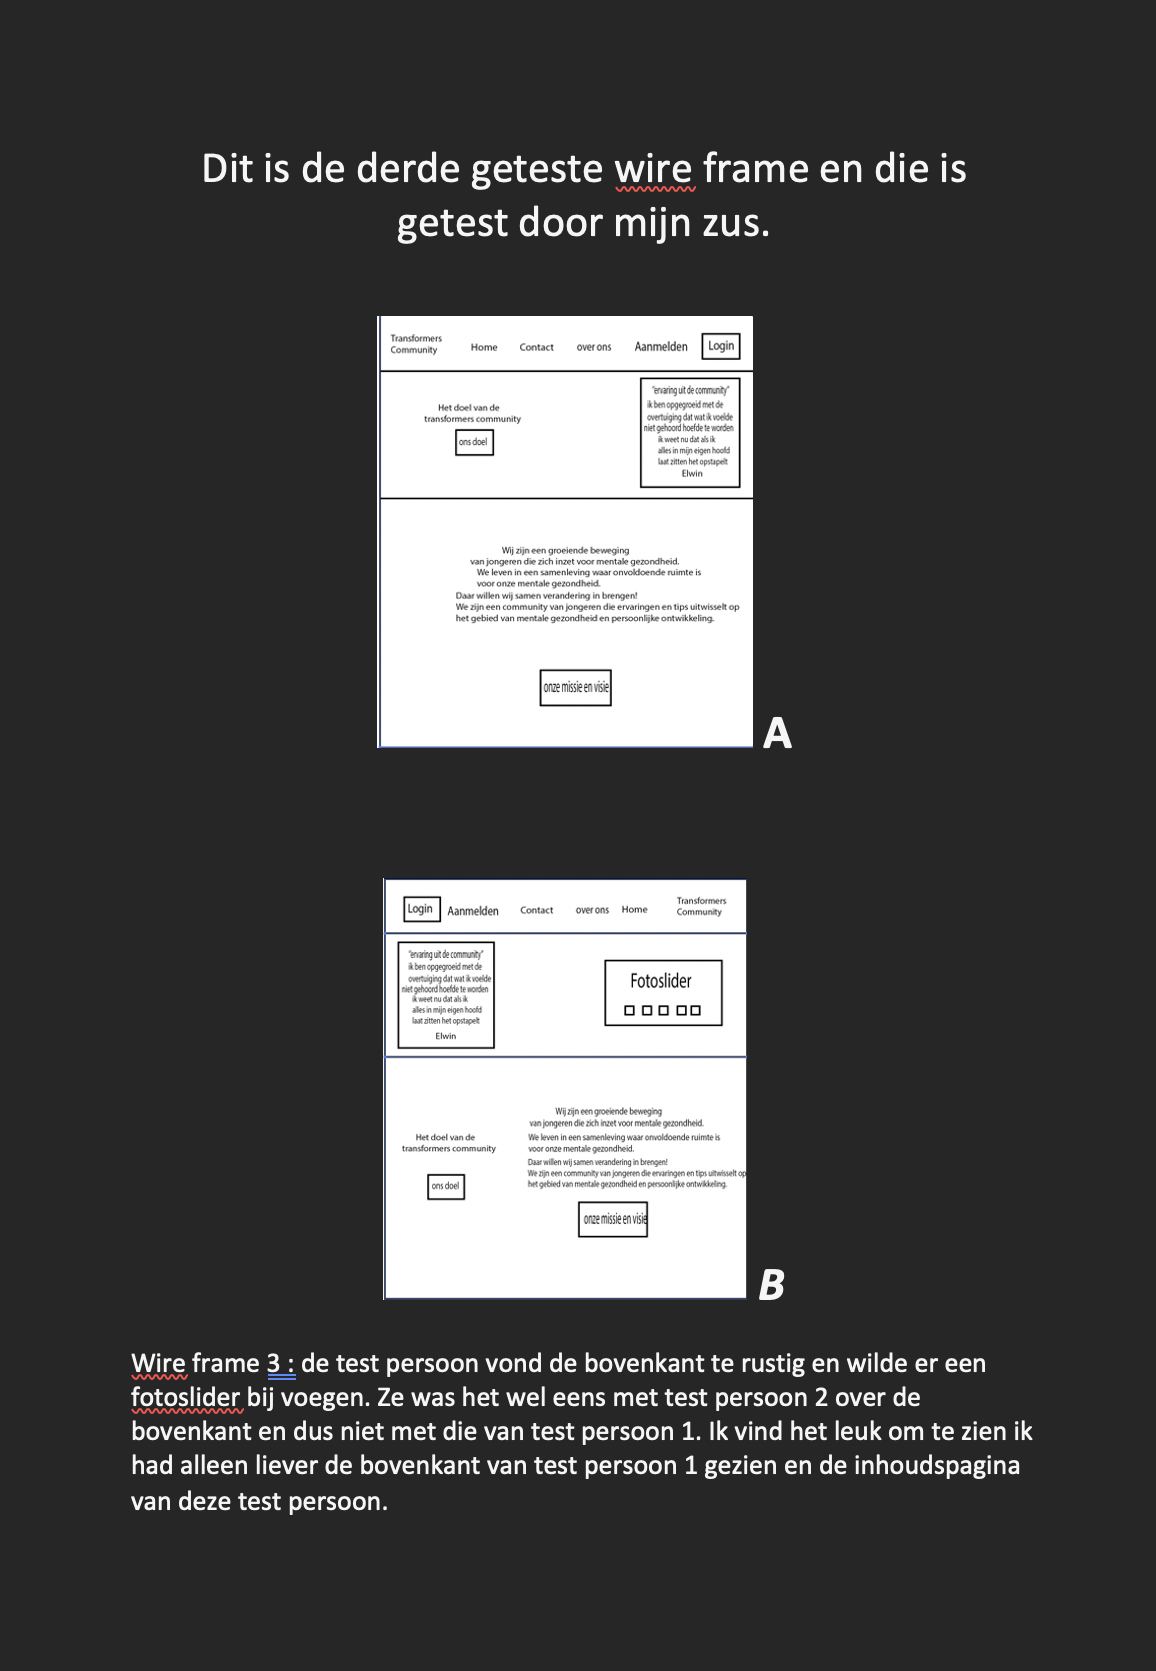 Dit is de derde geteste wire frame en die is
getest door mijn zus.
Transformers
Community
Home Contact over ons Aanmelden Login
Het doel van de
transformers community
ons doel
"ervaring uit de community"
ik ben opgegroeid met de
overtuiging dat wat ik voelde
niet gehoord hoefde te worden
ik weet nu dat als ik
alles in mijn eigen hoofd
laat zitten het opstapelt
Elwin
Wij zijn een groeiende beweging
van jongeren die zich inzet voor mentale gezondheid.
We leven in een samenleving waar onvoldoende ruimte is
voor onze mentale gezondheid.
Daar willen wij samen verandering in brengen!
We zijn een community van jongeren die ervaringen en tips uitwisselt op
het gebied van mentale gezondheid en persoonlijke ontwikkeling.
onze missie en visie
A
Login Aanmelden Contact over ons Home
Transformers
Community
"ervaring uit de community"
ik ben opgegroeid met de
overtuiging dat wat ik voelde
niet gehoord hoefde te worden
ik weet nu dat als ik
alles in mijn eigen hoofd
laat zitten het opstapelt
Elwin
Fotoslider
Het doel van de
transformers community
ons doel
Wij zijn een groeiende beweging
van jongeren die zich inzet voor mentale gezondheid.
We leven in een samenleving waar onvoldoende ruimte is
voor onze mentale gezondheid.
Daar willen wij samen verandering in brengen!
We zijn een community van jongeren die ervaringen en tips uitwisselt op
het gebied van mentale gezondheid en persoonlijke ontwikkeling.
onze missie en visie
B
Wire frame 3 : de test persoon vond de bovenkant te rustig en wilde er een
fotoslider bij voegen. Ze was het wel eens met test persoon 2 over de
bovenkant en dus niet met die van test persoon 1. Ik vind het leuk om te zien ik
had alleen liever de bovenkant van test persoon 1 gezien en de inhoudspagina
van deze test persoon.